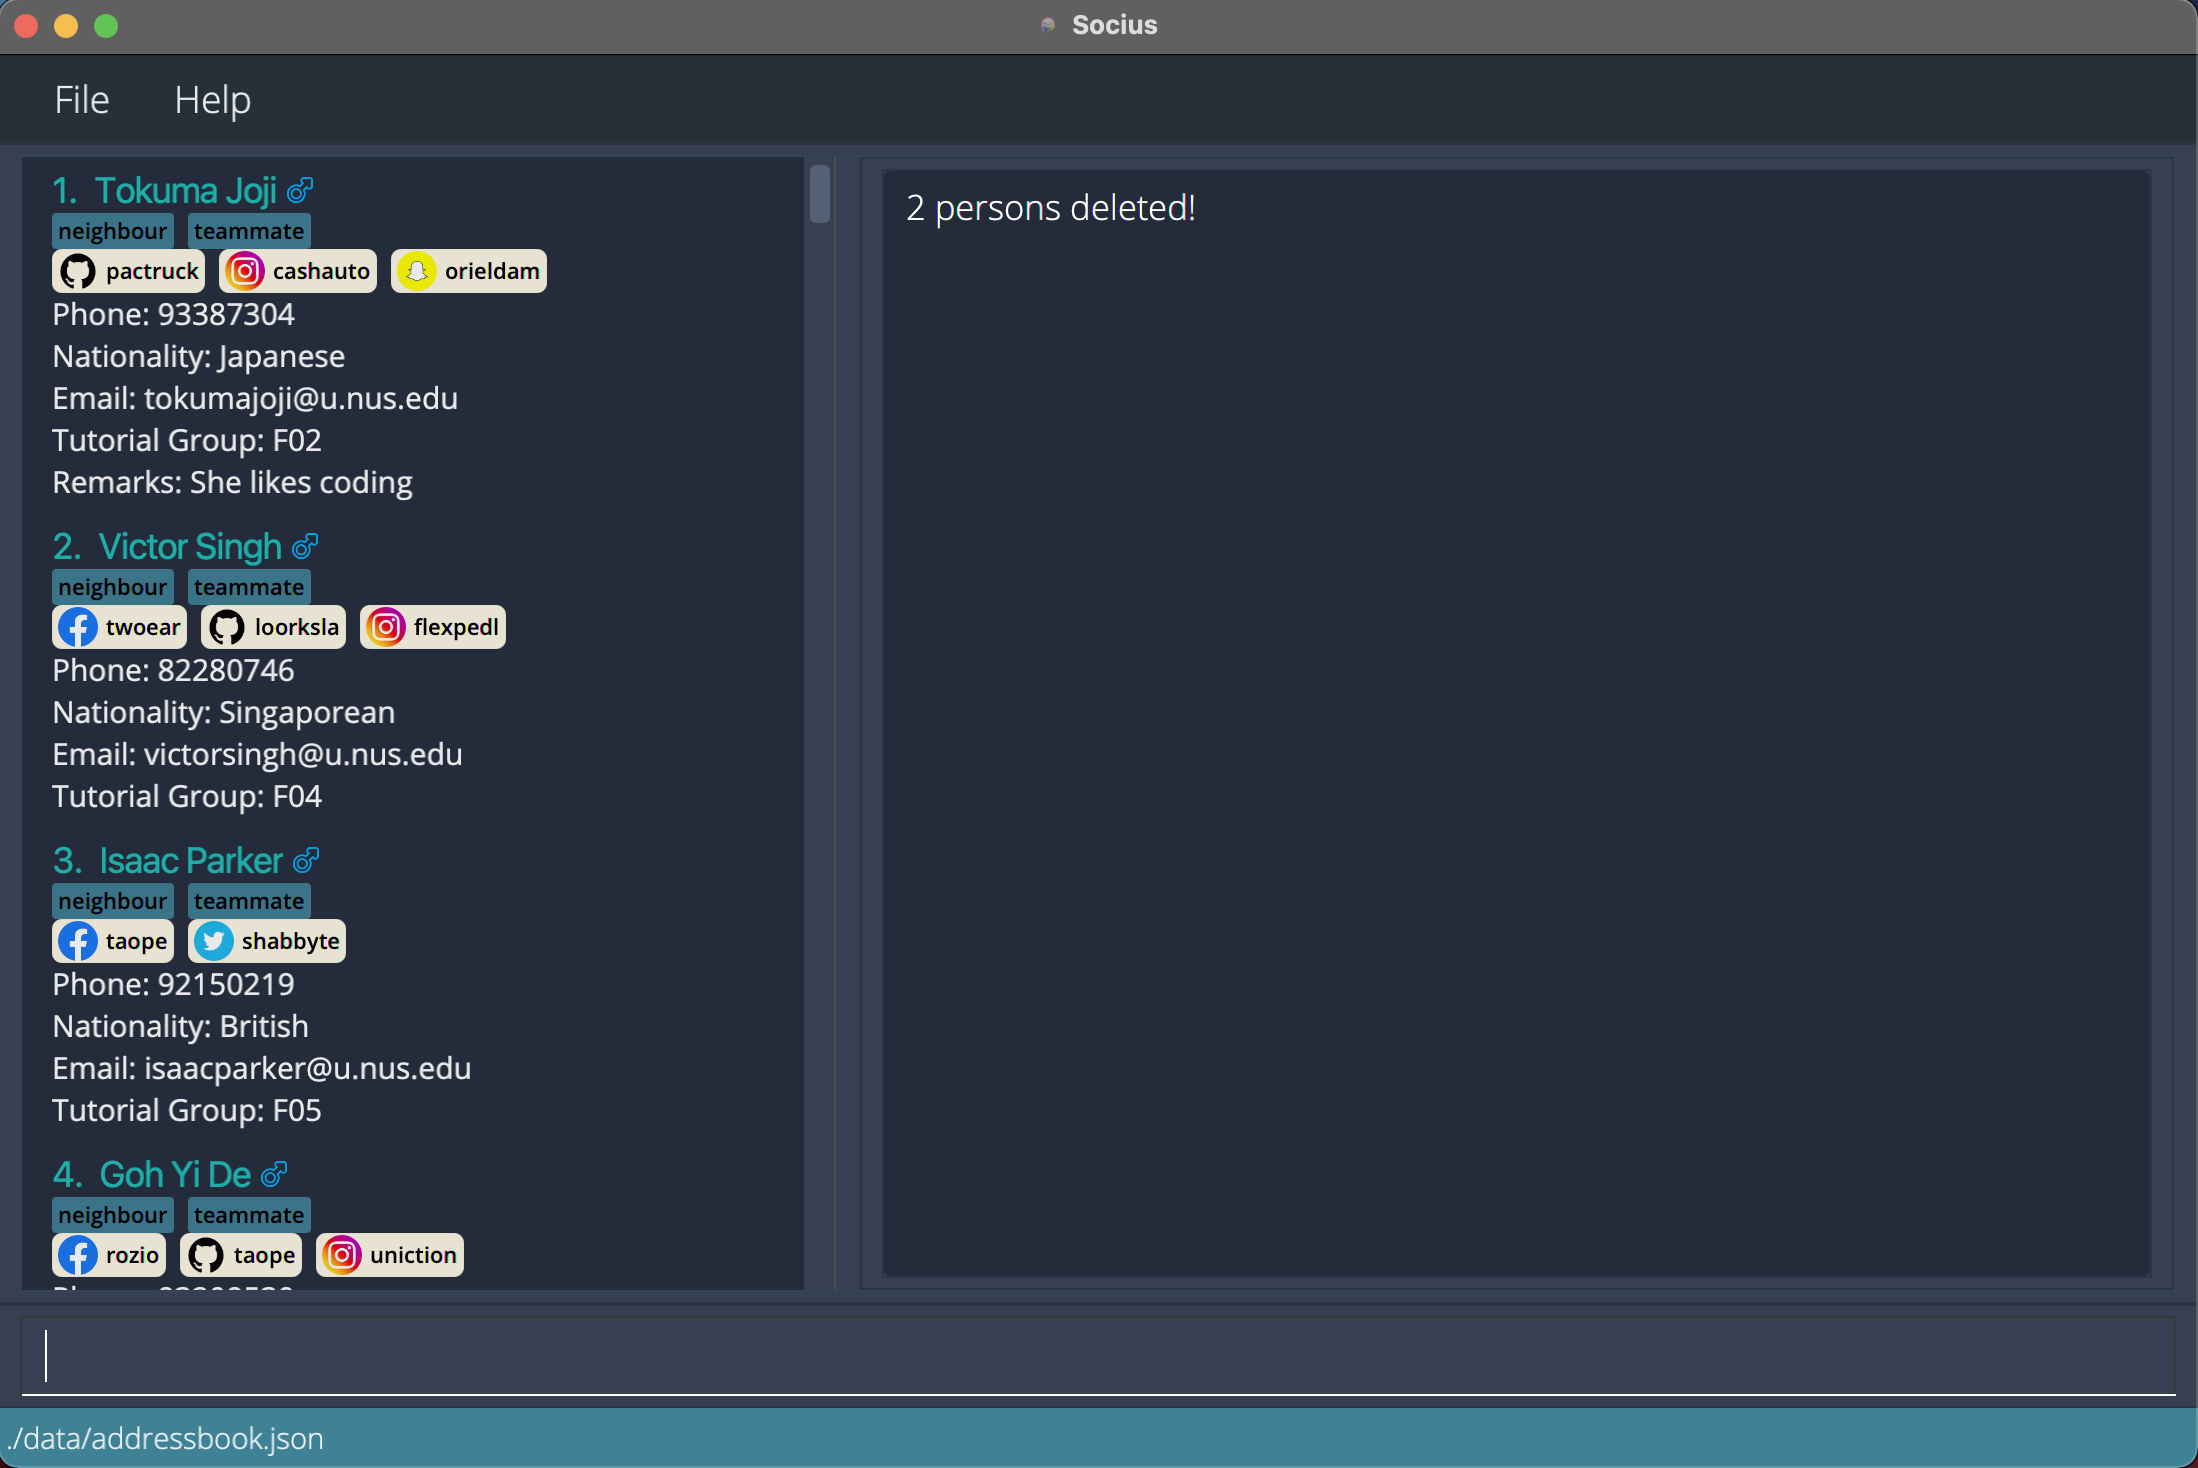 Socius
File Help
1. Tokuma Joji
neighbour teammate
pactruck cashauto orieldam
Phone: 93387304
Nationality: Japanese
Email: tokumajoji@u.nus.edu
Tutorial Group: F02
Remarks: She likes coding
2. Victor Singh
neighbour teammate
twoear loorksla flexpedl
Phone: 82280746
Nationality: Singaporean
Email: victorsingh@u.nus.edu
Tutorial Group: F04
3. Isaac Parker
neighbour teammate
taope shabbyte
Phone: 92150219
Nationality: British
Email: isaacparker@u.nus.edu
Tutorial Group: F05
4. Goh Yi De
neighbour teammate
rozio taope uniction
2 persons deleted!
./data/addressbook.json